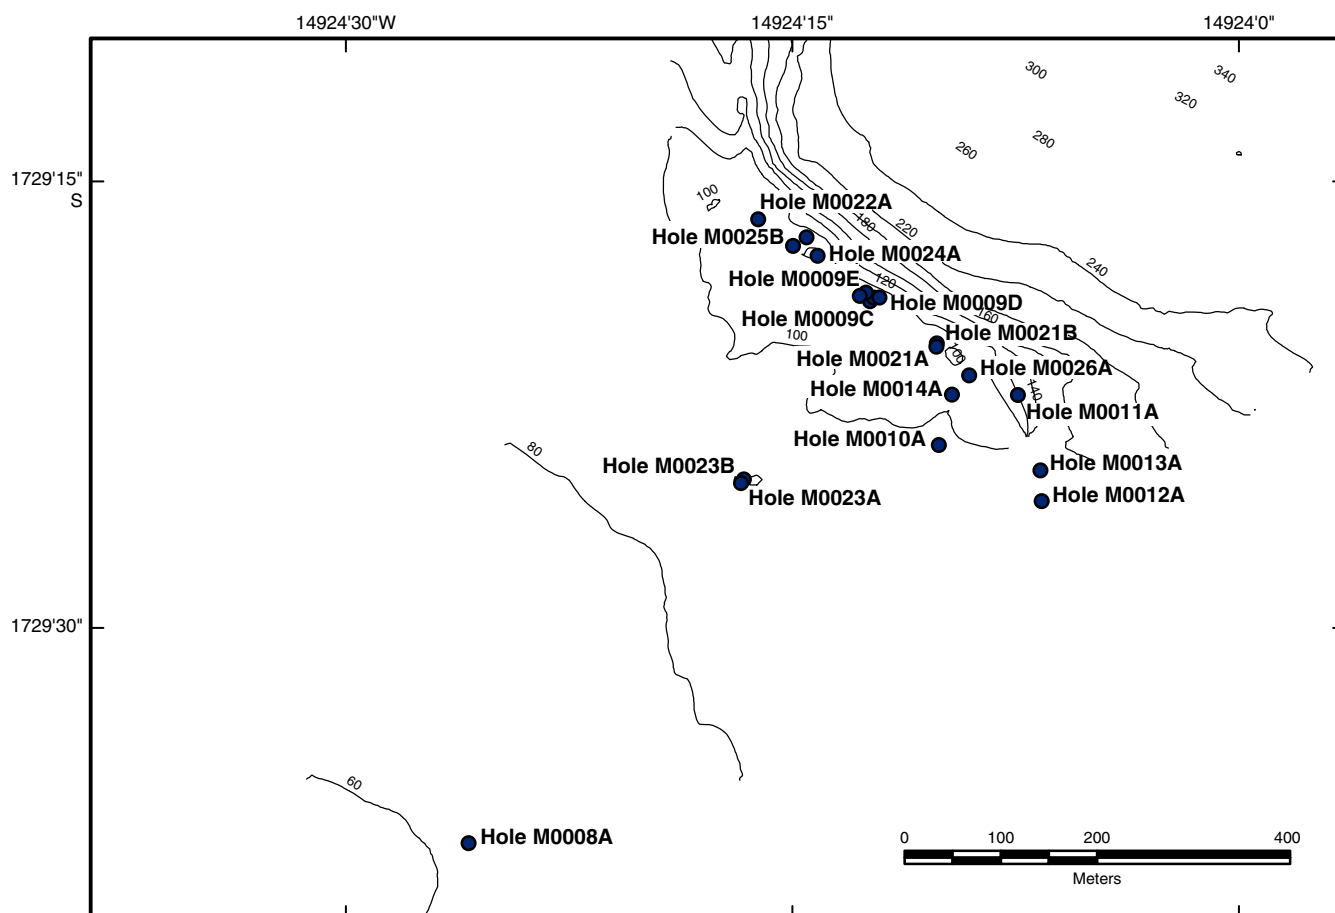 14924'30"W
14924'15"
14924'0"
300
340
320
280
260
1729'15"
S
100
Hole M0022A
180
220
Hole M0025B
Hole M0024A
240
Hole M0009E
120
Hole M0009D
Hole M0009C
160
100
Hole M0021B
Hole M0021A
100
Hole M0026A
Hole M0014A
140
Hole M0011A
Hole M0010A
80
Hole M0023B
Hole M0013A
Hole M0023A
Hole M0012A
1729'30"
60
Hole M0008A
0 100 200 400
Meters